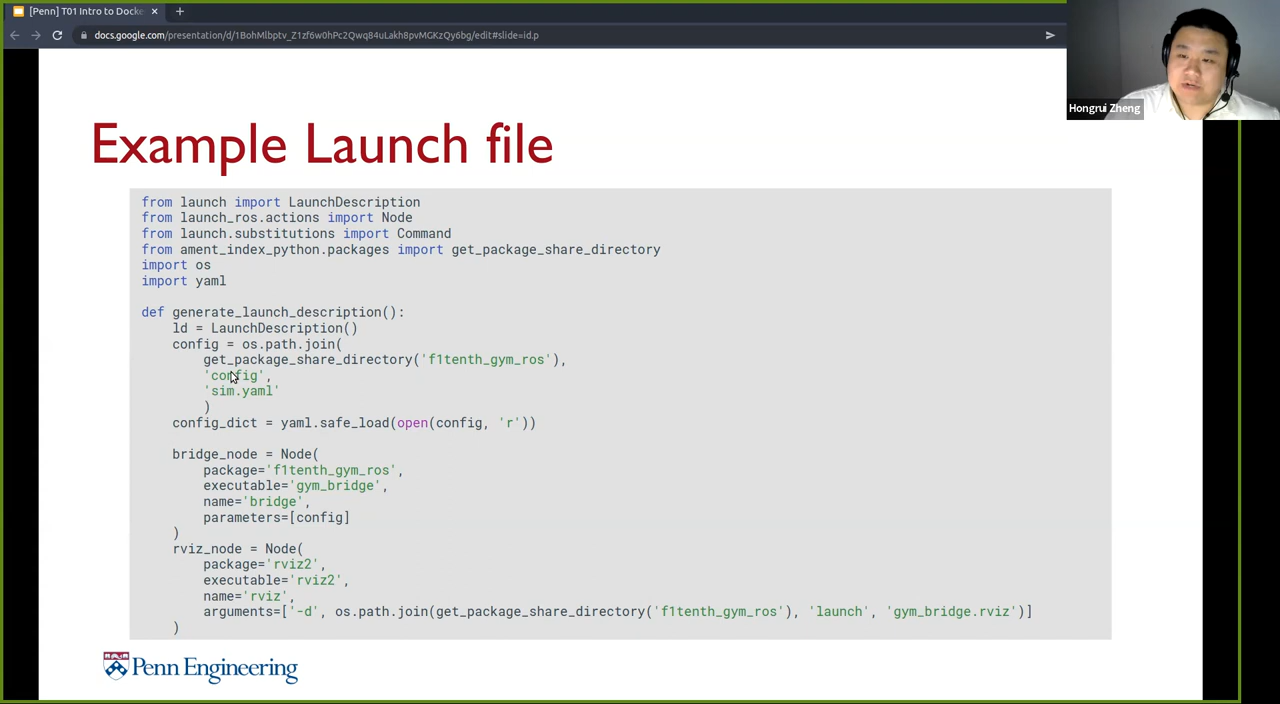 [Penn] T01 Intro to Docke
docs.google.com/presentation/d/1BohMlbptv_Z1zf6w0hPc2Qwq84uLakh8pvMGKzQy6bg/edit#slide=id.p
Hongrui Zheng
Example Launch file
from launch import LaunchDescription
from launch_ros.actions import Node
from launch.substitutions import Command
from ament_index_python.packages import get_package_share_directory
import os
import yaml
def generate_launch_description():
ld = LaunchDescription()
config = os.path.join(
get_package_share_directory('f1tenth_gym_ros'),
'config',
'sim.yaml'
)
config_dict = yaml.safe_load(open(config, 'r'))
bridge_node = Node(
package='f1tenth_gym_ros',
executable='gym_bridge',
name='bridge',
parameters=[config]
)
rviz_node = Node(
package='rviz2',
executable='rviz2',
name='rviz',
arguments=['-d', os.path.join(get_package_share_directory('f1tenth_gym_ros'), 'launch', 'gym_bridge.rviz')]
)
Penn Engineering